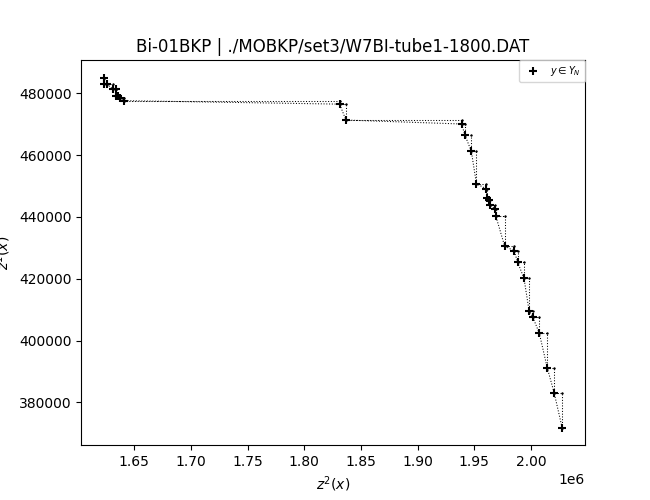 Bi-01BKP | ./MOBKP/set3/W7BI-tube1-1800.DAT
y ∈ Y_N
480000
460000
440000
420000
400000
380000
1.65 1.70 1.75 1.80 1.85 1.90 1.95 2.00
1e6
z²(x)